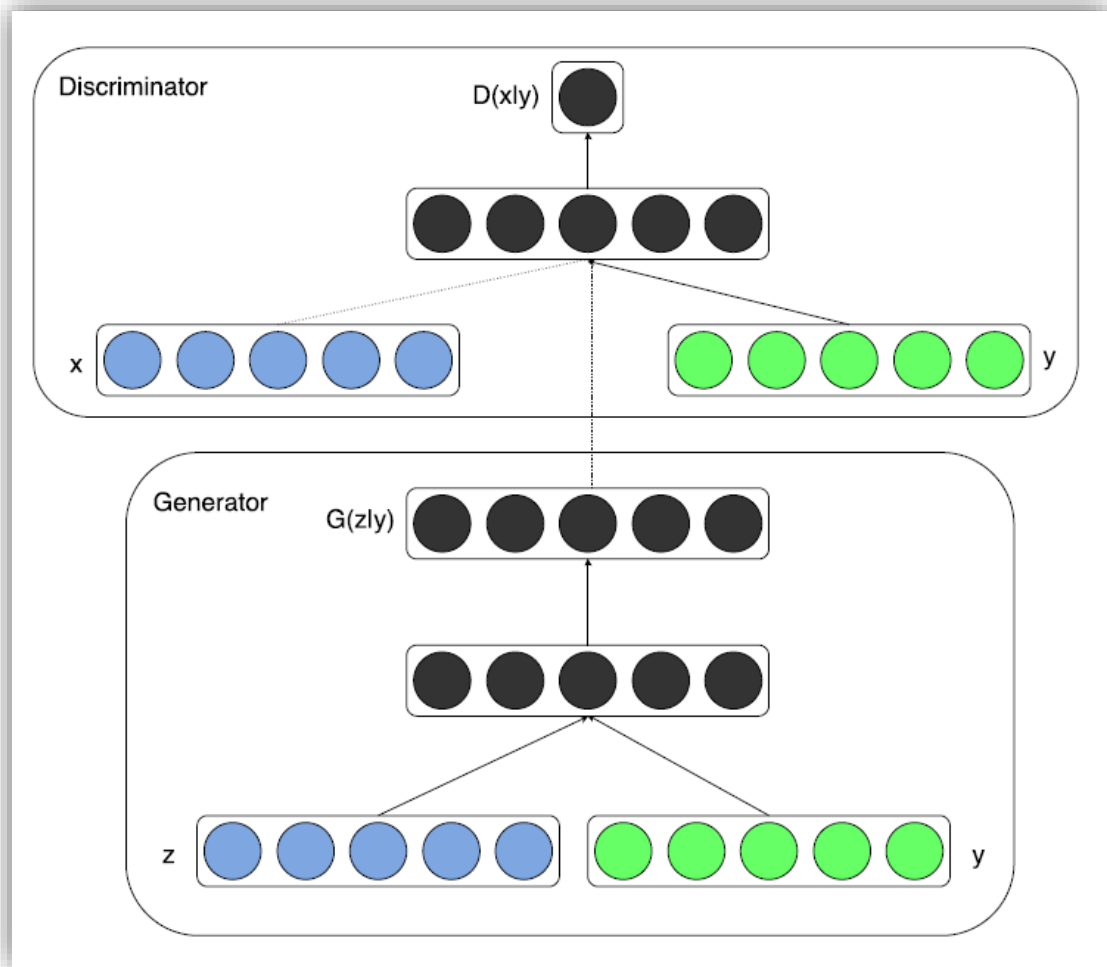 Discriminator
D(x|y)
x
y
Generator
G(z|y)
z
y